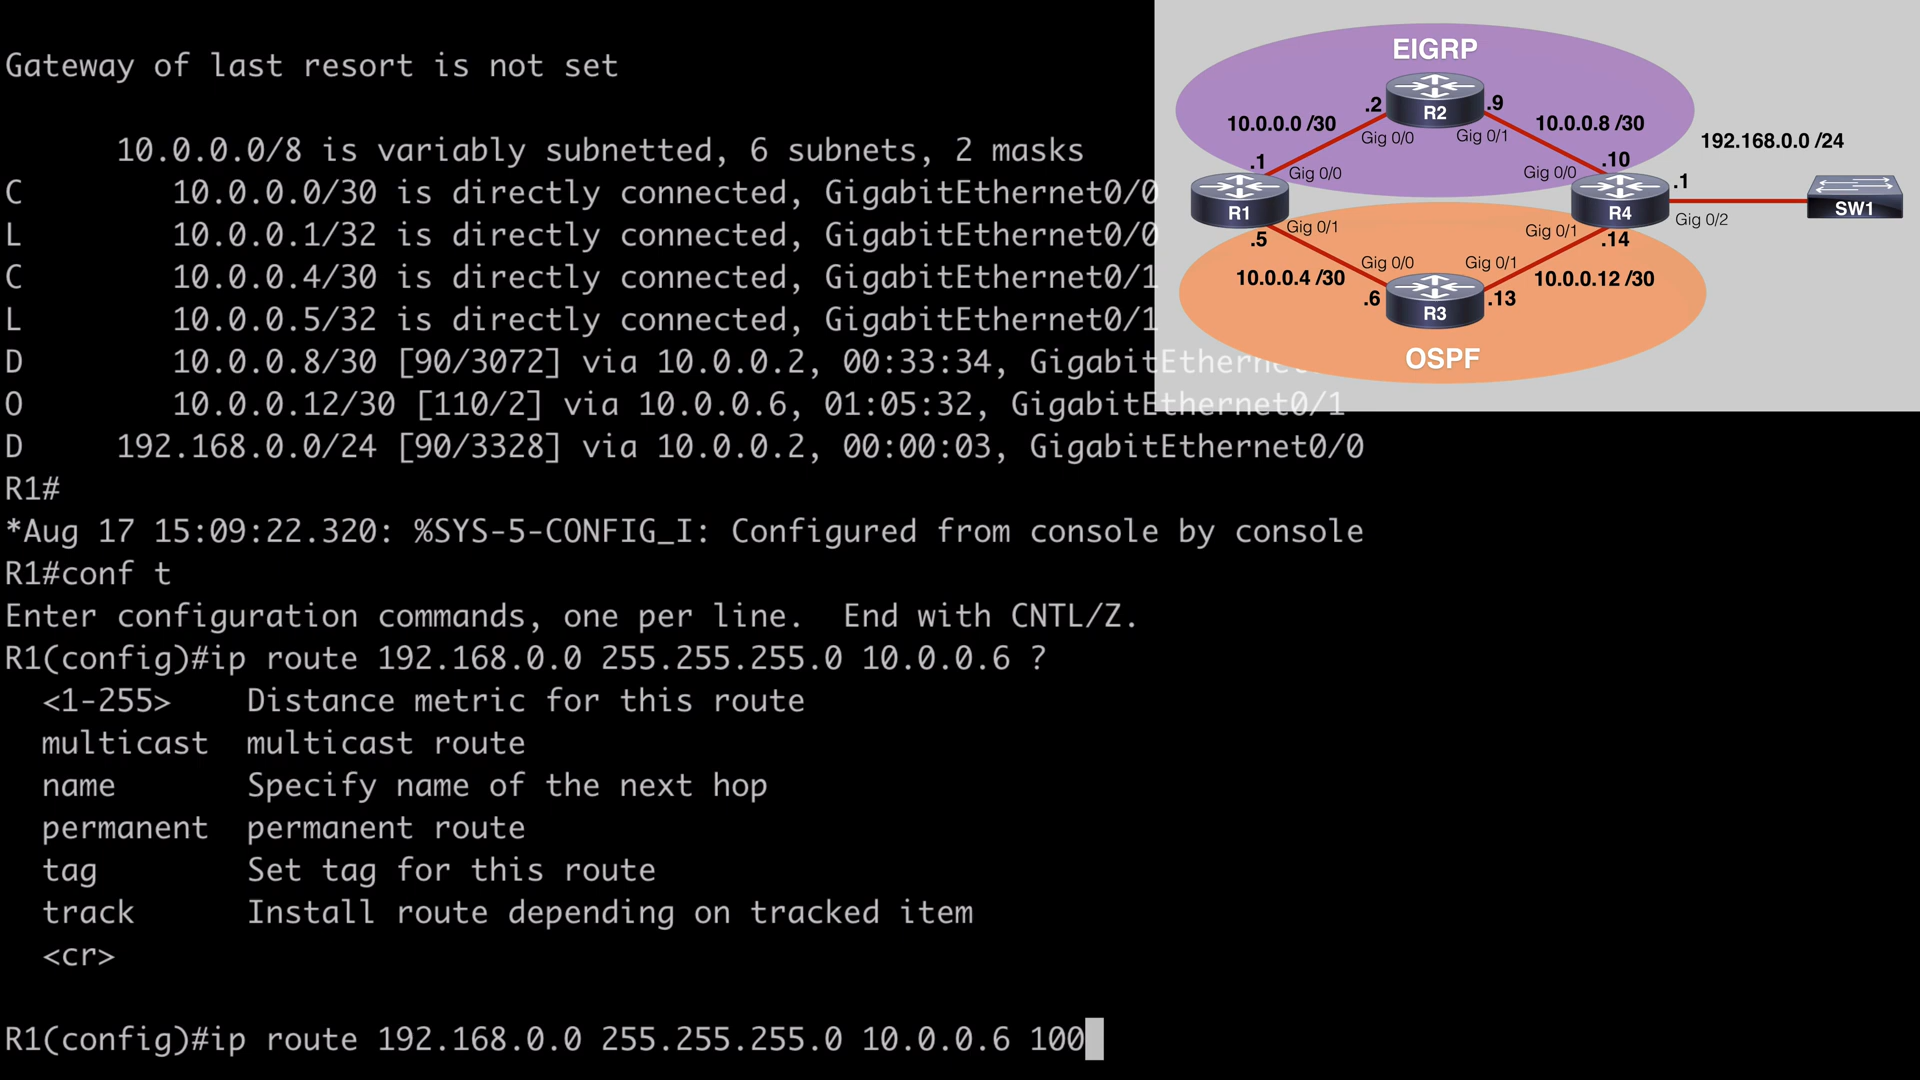 Gateway of last resort is not set
10.0.0.0/8 is variably subnetted, 6 subnets, 2 masks
C 10.0.0.0/30 is directly connected, GigabitEthernet0/0
L 10.0.0.1/32 is directly connected, GigabitEthernet0/0
C 10.0.0.4/30 is directly connected, GigabitEthernet0/1
L 10.0.0.5/32 is directly connected, GigabitEthernet0/1
D 10.0.0.8/30 [90/3072] via 10.0.0.2, 00:33:34, GigabitEtherne
O 10.0.0.12/30 [110/2] via 10.0.0.6, 01:05:32, GigabitEthernet0/1
D 192.168.0.0/24 [90/3328] via 10.0.0.2, 00:00:03, GigabitEthernet0/0
R1#
*Aug 17 15:09:22.320: %SYS-5-CONFIG_I: Configured from console by console
R1#conf t
Enter configuration commands, one per line. End with CNTL/Z.
R1(config)#ip route 192.168.0.0 255.255.255.0 10.0.0.6 ?
<1-255> Distance metric for this route
multicast multicast route
name Specify name of the next hop
permanent permanent route
tag Set tag for this route
track Install route depending on tracked item
<cr>
R1(config)#ip route 192.168.0.0 255.255.255.0 10.0.0.6 100
EIGRP
.2 R2 .9
10.0.0.0 /30 Gig 0/0 Gig 0/1 10.0.0.8 /30
192.168.0.0 /24
.1 Gig 0/0 Gig 0/0 .10
.1
R1 R4 SW1
Gig 0/2
.5 Gig 0/1 Gig 0/1 .14
10.0.0.4 /30 Gig 0/0 Gig 0/1 10.0.0.12 /30
.6 R3 .13
OSPF